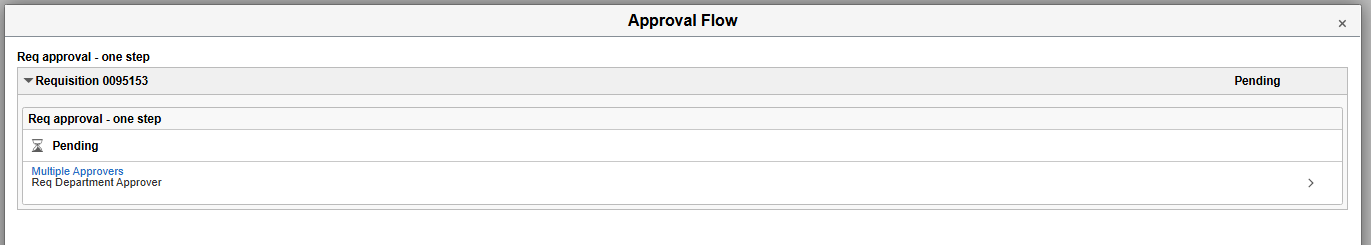 Approval Flow
×
Req approval - one step
Requisition 0095153 Pending
Req approval - one step
Pending
Multiple Approvers
Req Department Approver